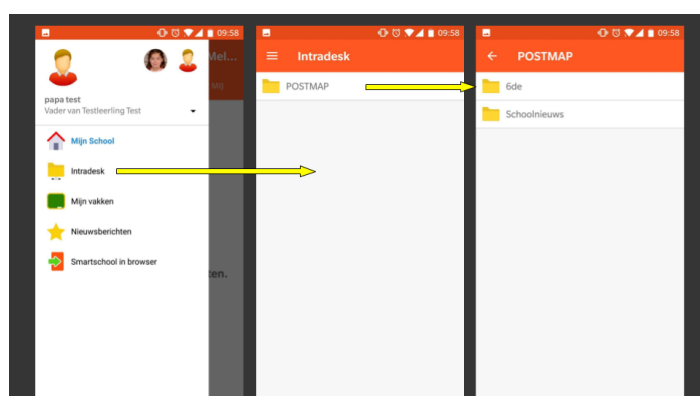 09:58
Mel...
MIJ
papa test
Vader van Testleerling Test
Mijn School
Intradesk
Mijn vakken
Nieuwsberichten
Smartschool in browser
ten.
09:58
Intradesk
POSTMAP
09:58
POSTMAP
6de
Schoolnieuws